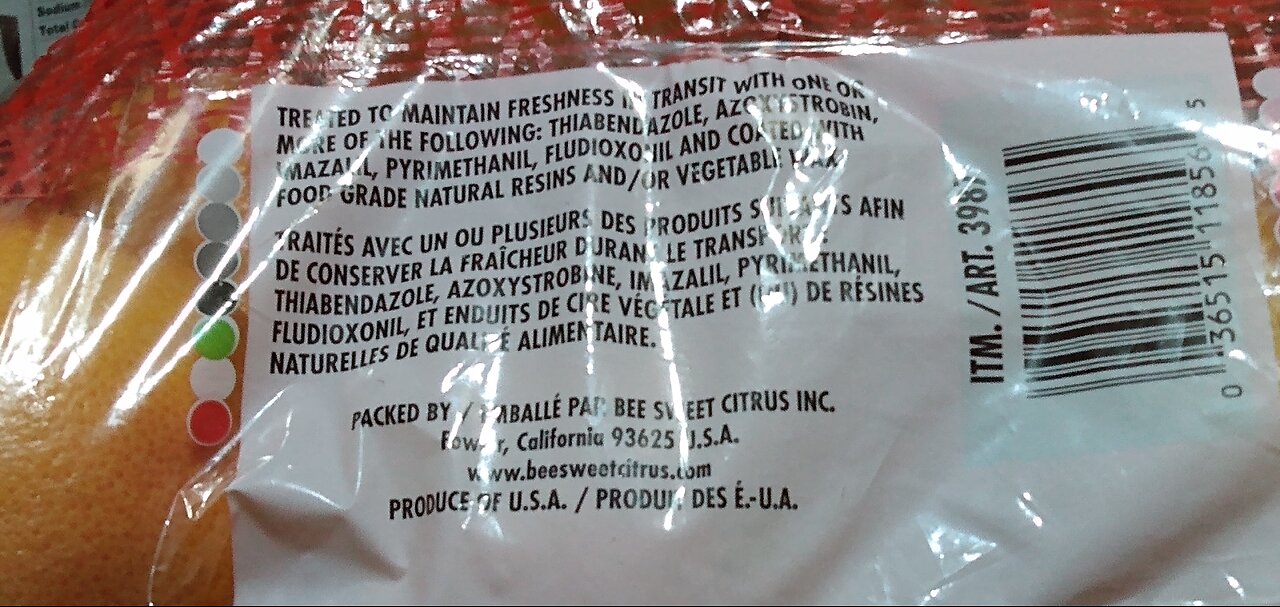 Sodium
Total
TREATED TO MAINTAIN FRESHNESS IN TRANSIT WITH ONE OR
MORE OF THE FOLLOWING: THIABENDAZOLE, AZOXYSTROBIN,
IMAZALIL, PYRIMETHANIL, FLUDIOXONIL AND COATED WITH
FOOD GRADE NATURAL RESINS AND/OR VEGETABLE WAX.
TRAITÉS AVEC UN OU PLUSIEURS DES PRODUITS SUIVANTS AFIN
DE CONSERVER LA FRAÎCHEUR DURANT LE TRANSPORT:
THIABENDAZOLE, AZOXYSTROBINE, IMAZALIL, PYRIMETHANIL,
FLUDIOXONIL, ET ENDUITS DE CIRE VÉGÉTALE ET (OU) DE RÉSINES
NATURELLES DE QUALITÉ ALIMENTAIRE.
PACKED BY / EMBALLÉ PAR BEE SWEET CITRUS INC.
Fowler, California 93625 U.S.A.
www.beesweetcitrus.com
PRODUCE OF U.S.A. / PRODUIT DES É.-U.A.
ITM. / ART. 3987
0 36515 11856 5